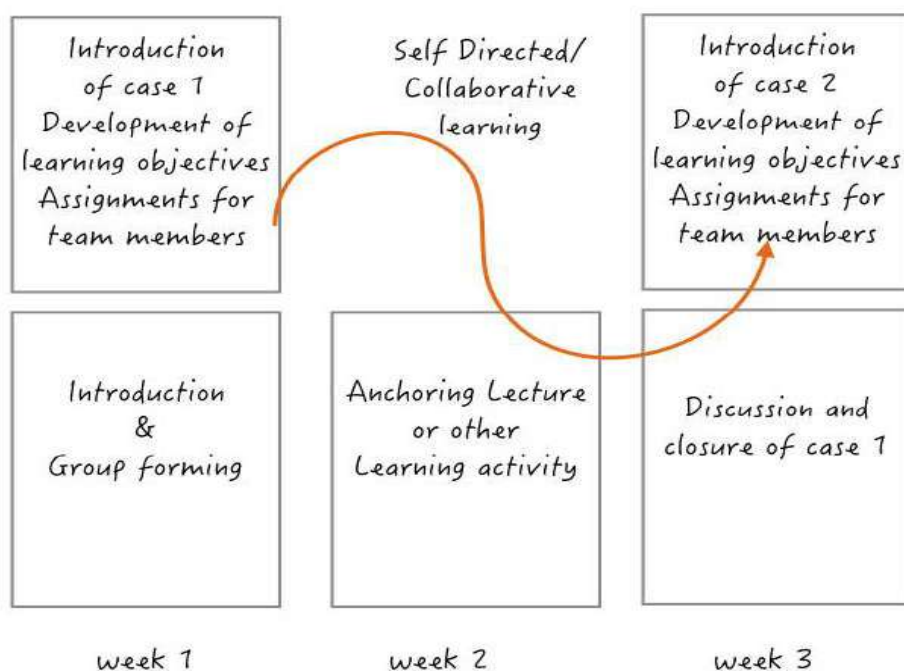 Introduction
of case 1
Development of
learning objectives
Assignments for
team members
Self Directed/
Collaborative
learning
Introduction
of case 2
Development of
learning objectives
Assignments for
team members
Introduction
&
Group forming
Anchoring Lecture
or other
Learning activity
Discussion and
closure of case 1
week 1
week 2
week 3